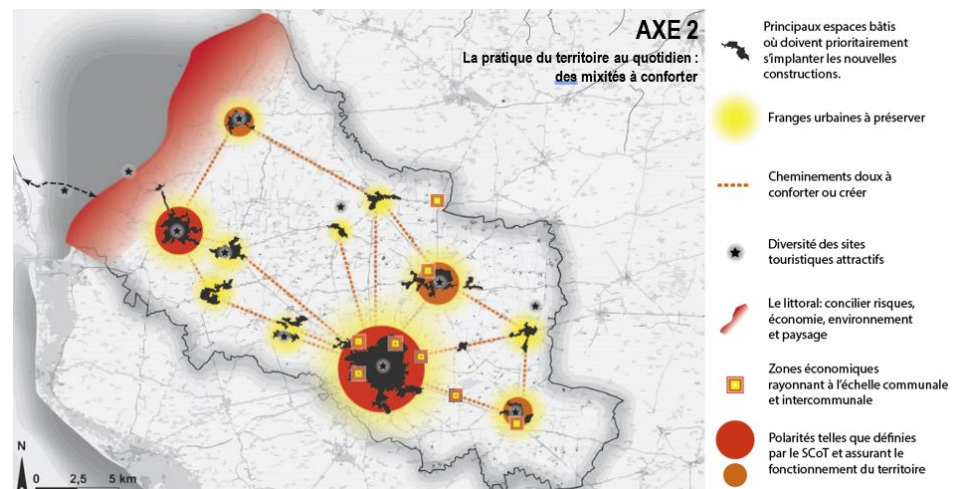 AXE 2
La pratique du territoire au quotidien :
des mixités à conforter
N
0 2,5 5 km
Principaux espaces bâtis
où doivent prioritairement
s'implanter les nouvelles
constructions.
Franges urbaines à préserver
Cheminements doux à
conforter ou créer
Diversité des sites
touristiques attractifs
Le littoral: concilier risques,
économie, environnement
et paysage
Zones économiques
rayonnant à l'échelle communale
et intercommunale
Polarités telles que définies
par le SCoT et assurant le
fonctionnement du territoire